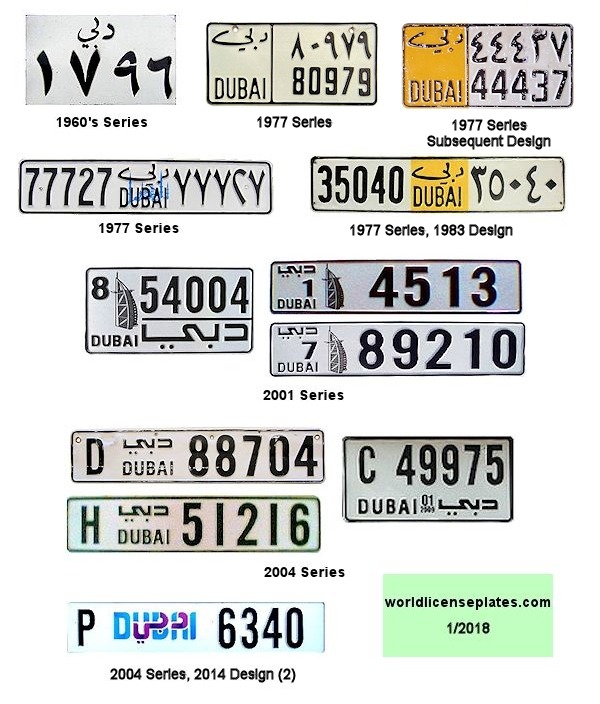 دبي
١٧٩٦
1960's Series
دبي ٨٠٩٧٩
DUBAI 80979
1977 Series
دبي ٤٤٤٣٧
DUBAI 44437
1977 Series
Subsequent Design
77727 دبي DUBAI ٧٧٧٢٧
1977 Series
35040 دبي DUBAI ٣٥٠٤٠
1977 Series, 1983 Design
8 54004
DUBAI دبي
دبي
1 4513
DUBAI
دبي
7 89210
DUBAI
2001 Series
D دبي DUBAI 88704
C 49975
DUBAI 01 2009 دبي
H دبي DUBAI 51216
2004 Series
P DUBAI 6340
2004 Series, 2014 Design (2)
worldlicenseplates.com
1/2018